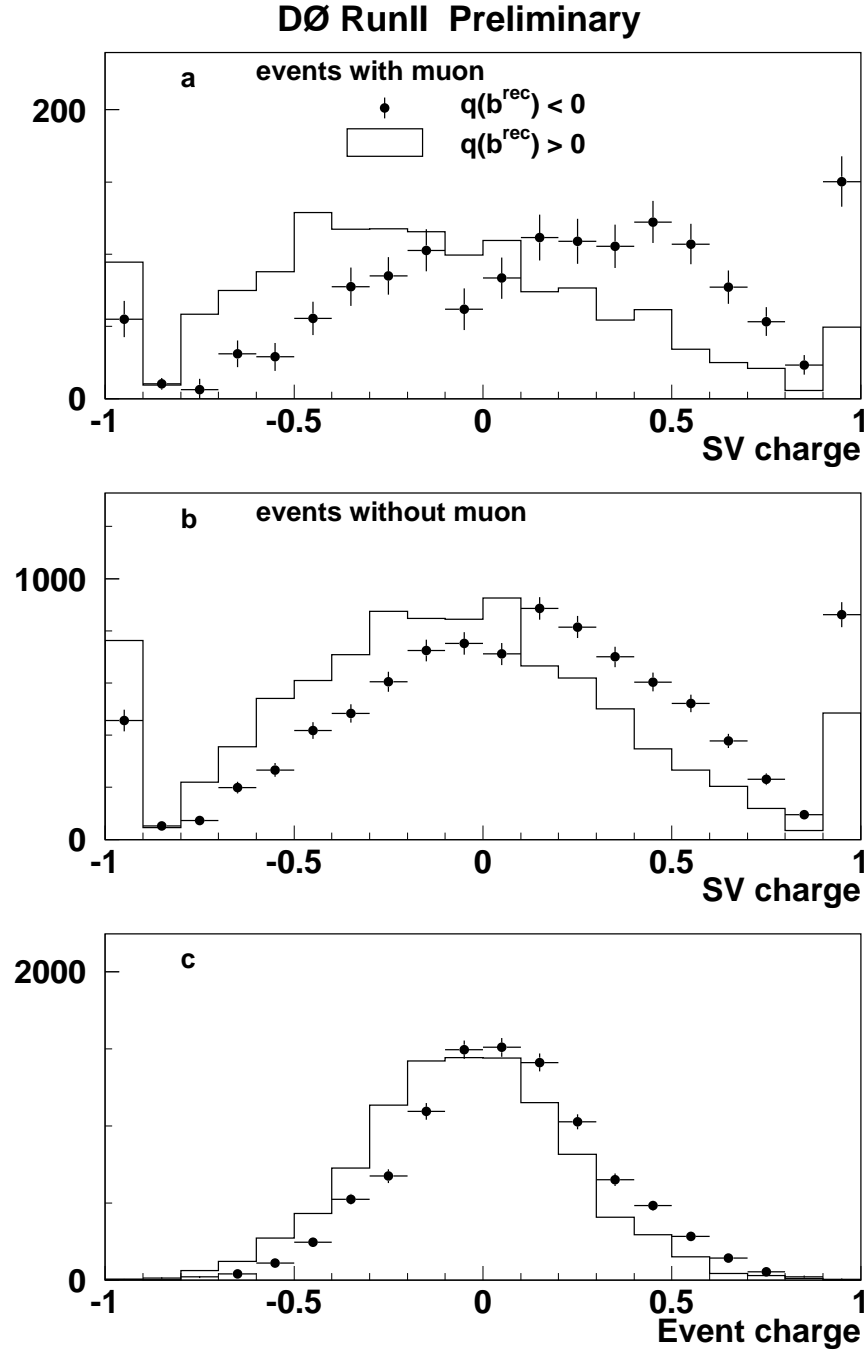 DØ RunII Preliminary
a events with muon
q(b^rec) < 0
q(b^rec) > 0
200
0
-1 -0.5 0 0.5 1
SV charge
b events without muon
1000
0
-1 -0.5 0 0.5 1
SV charge
c
2000
0
-1 -0.5 0 0.5 1
Event charge